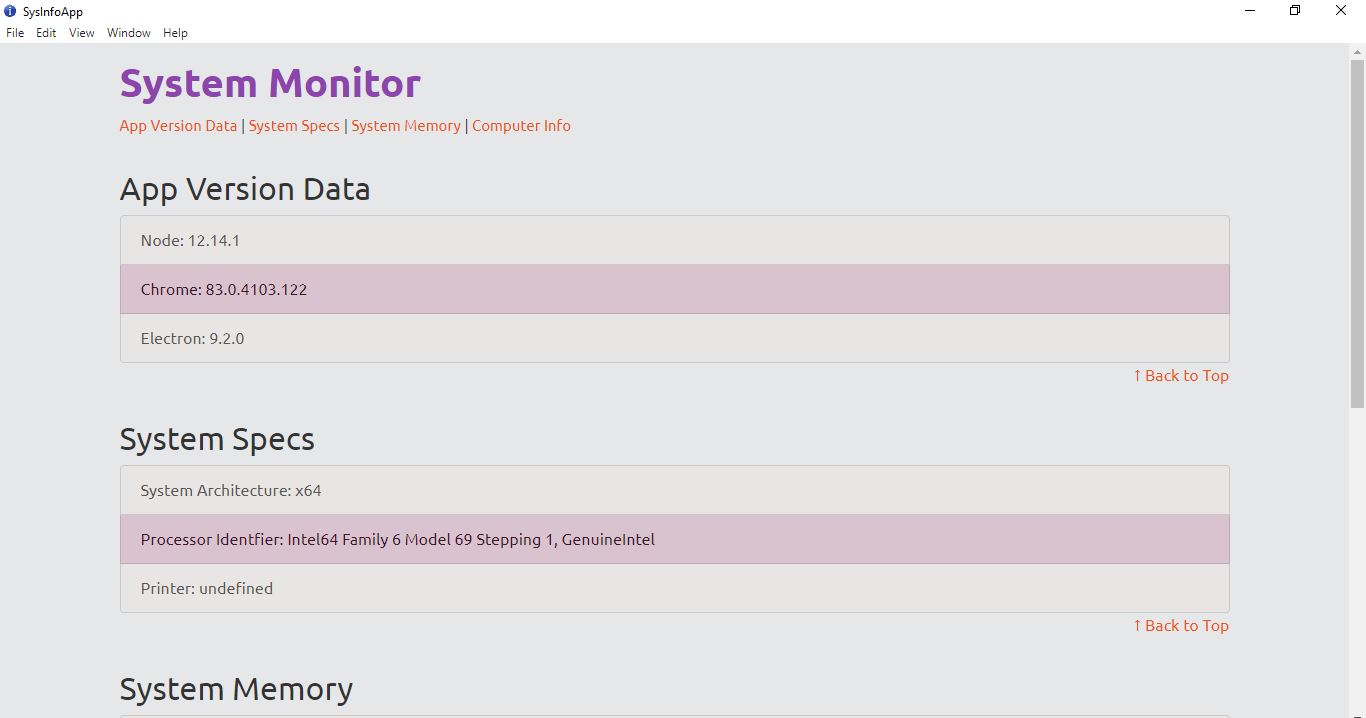 SysInfoApp
File Edit View Window Help
System Monitor
App Version Data | System Specs | System Memory | Computer Info
App Version Data
Node: 12.14.1
Chrome: 83.0.4103.122
Electron: 9.2.0
↑ Back to Top
System Specs
System Architecture: x64
Processor Identfier: Intel64 Family 6 Model 69 Stepping 1, GenuineIntel
Printer: undefined
↑ Back to Top
System Memory